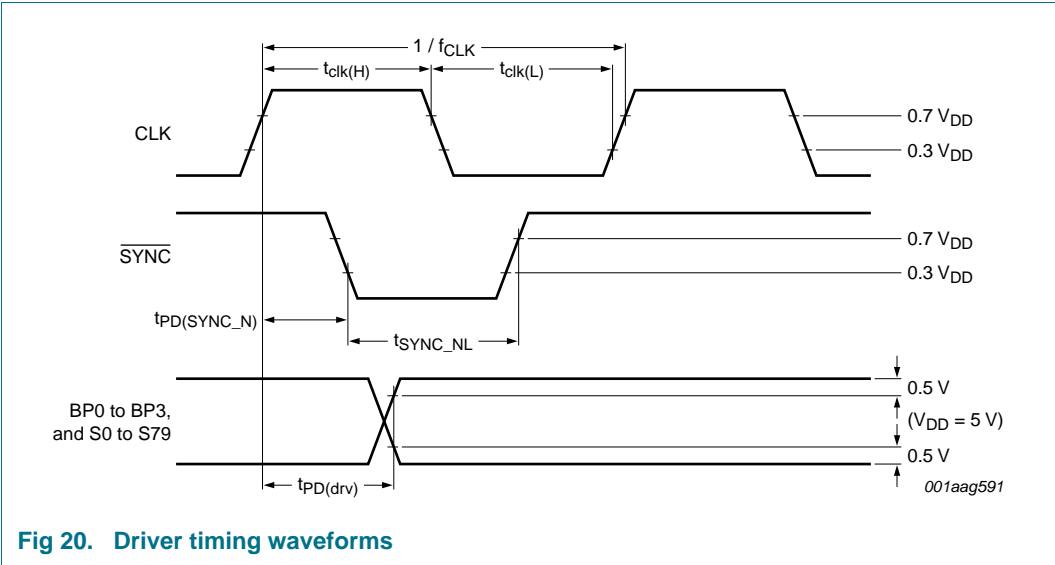 1 / fCLK
tclk(H)
tclk(L)
CLK
0.7 VDD
0.3 VDD
SYNC
0.7 VDD
0.3 VDD
tPD(SYNC_N)
tSYNC_NL
BP0 to BP3,
and S0 to S79
0.5 V
(VDD = 5 V)
0.5 V
tPD(drv)
001aag591
Fig 20. Driver timing waveforms